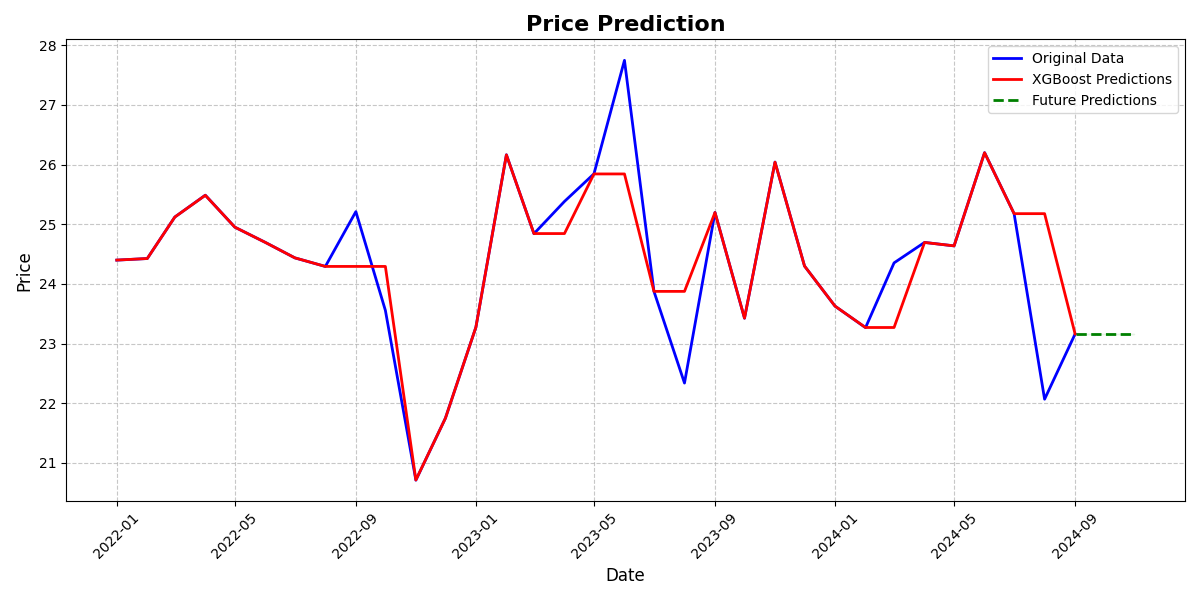 Price Prediction
Original Data
XGBoost Predictions
Future Predictions
28
27
26
25
24
23
22
21
Price
2022-01
2022-05
2022-09
2023-01
2023-05
2023-09
2024-01
2024-05
2024-09
Date